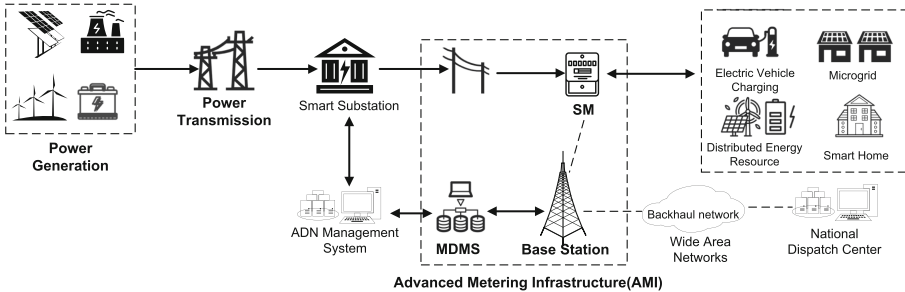 Power
Generation
Power
Transmission
Smart Substation
SM
Electric Vehicle
Charging
Microgrid
Distributed Energy
Resource
Smart Home
ADN Management
System
MDMS
Base Station
Backhaul network
Wide Area
Networks
National
Dispatch Center
Advanced Metering Infrastructure(AMI)